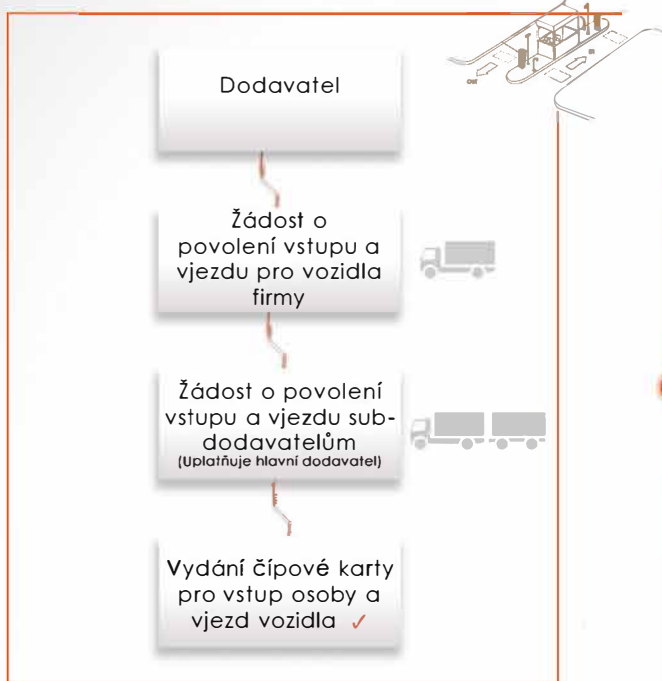 Dodavatel
Žádost o
povolení vstupu a
vjezdu pro vozidla
firmy
Žádost o povolení
vstupu a vjezdu sub-
dodavatelům
(Uplatňuje hlavní dodavatel)
Vydání čípové karty
pro vstup osoby a
vjezd vozidla ✓